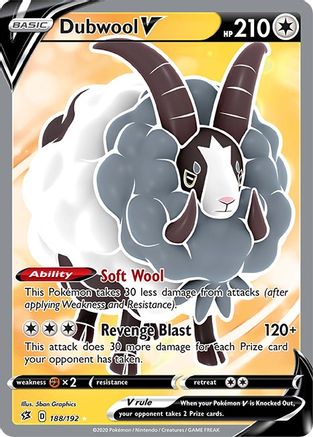 BASIC
Dubwool V
HP 210
Ability
Soft Wool
This Pokémon takes 30 less damage from attacks (after
applying Weakness and Resistance).
Revenge Blast 120+
This attack does 30 more damage for each Prize card
your opponent has taken.
weakness × 2 resistance retreat
Illus. 5ban Graphics
D 188/192
V rule When your Pokémon V is Knocked Out,
your opponent takes 2 Prize cards.
©2020 Pokémon / Nintendo / Creatures / GAME FREAK